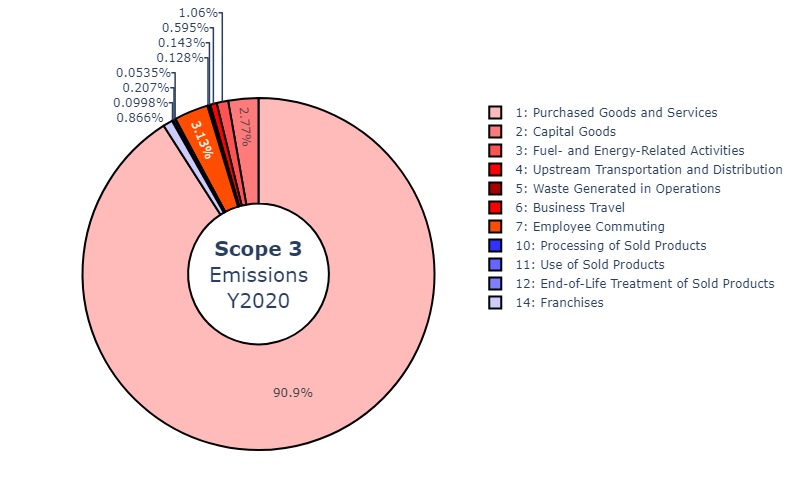 1.06%
0.595%
0.143%
0.128%
0.0535%
0.207%
0.0998%
0.866%
3.13%
2.77%
Scope 3
Emissions
Y2020
90.9%
1: Purchased Goods and Services
2: Capital Goods
3: Fuel- and Energy-Related Activities
4: Upstream Transportation and Distribution
5: Waste Generated in Operations
6: Business Travel
7: Employee Commuting
10: Processing of Sold Products
11: Use of Sold Products
12: End-of-Life Treatment of Sold Products
14: Franchises